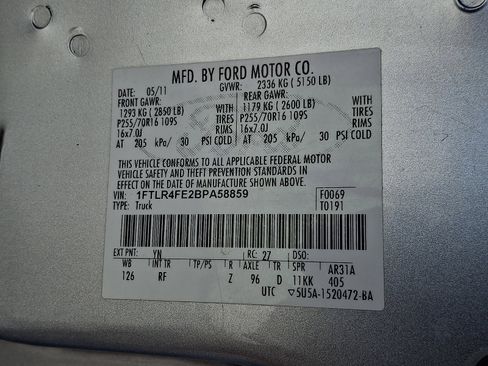 MFD. BY FORD MOTOR CO.
DATE: 05/11 GVWR: 2336 KG ( 5150 LB)
FRONT GAWR: REAR GAWR:
1293 KG ( 2850 LB) WITH 1179 KG ( 2600 LB) WITH
P255/70R16 109S TIRES P255/70R16 109S TIRES
16x7.0J RIMS 16x7.0J RIMS
AT 205 kPa/ 30 PSI COLD AT 205 kPa/ 30 PSI COLD
THIS VEHICLE CONFORMS TO ALL APPLICABLE FEDERAL MOTOR
VEHICLE SAFETY AND THEFT PREVENTION STANDARDS IN
EFFECT ON THE DATE OF MANUFACTURE SHOWN ABOVE.
VIN: 1FTLR4FE2BPA58859 F0069
TYPE: Truck T0191
EXT PNT: YN RC: 27 DSO:
WB INT TR TP/PS R AXLE TR SPR AR31A
126 RF Z 96 D 11KK 405
UTC ▽5U5A-1520472-BA